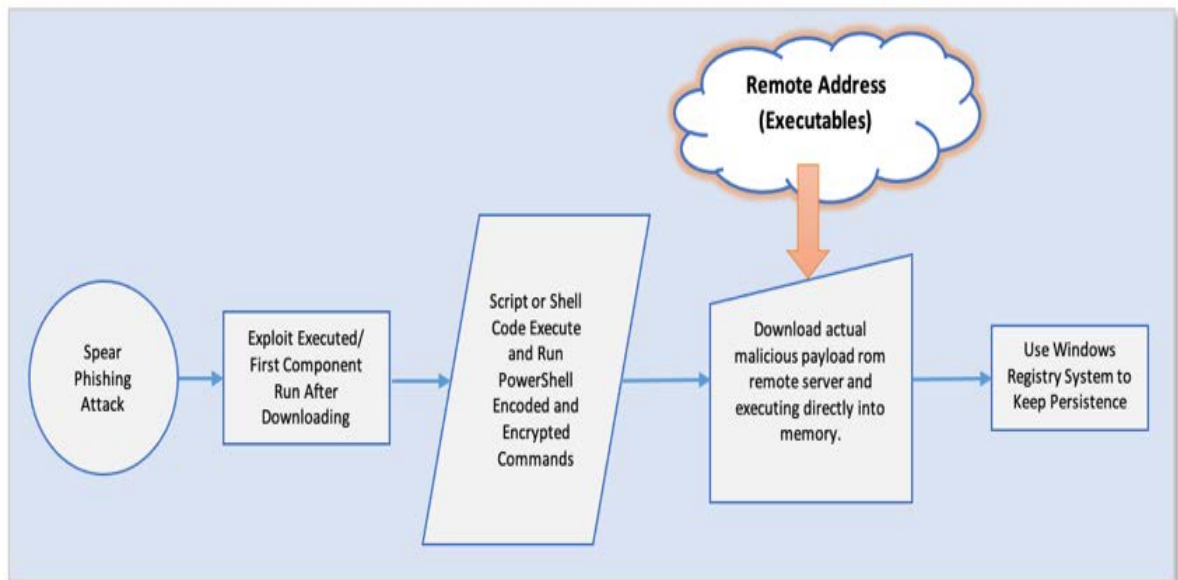 Remote Address
(Executables)
Spear
Phishing
Attack
Exploit Executed/
First Component
Run After
Downloading
Script or Shell
Code Execute
and Run
PowerShell
Encoded and
Encrypted
Commands
Download actual
malicious payload rom
remote server and
executing directly into
memory.
Use Windows
Registry System to
Keep Persistence